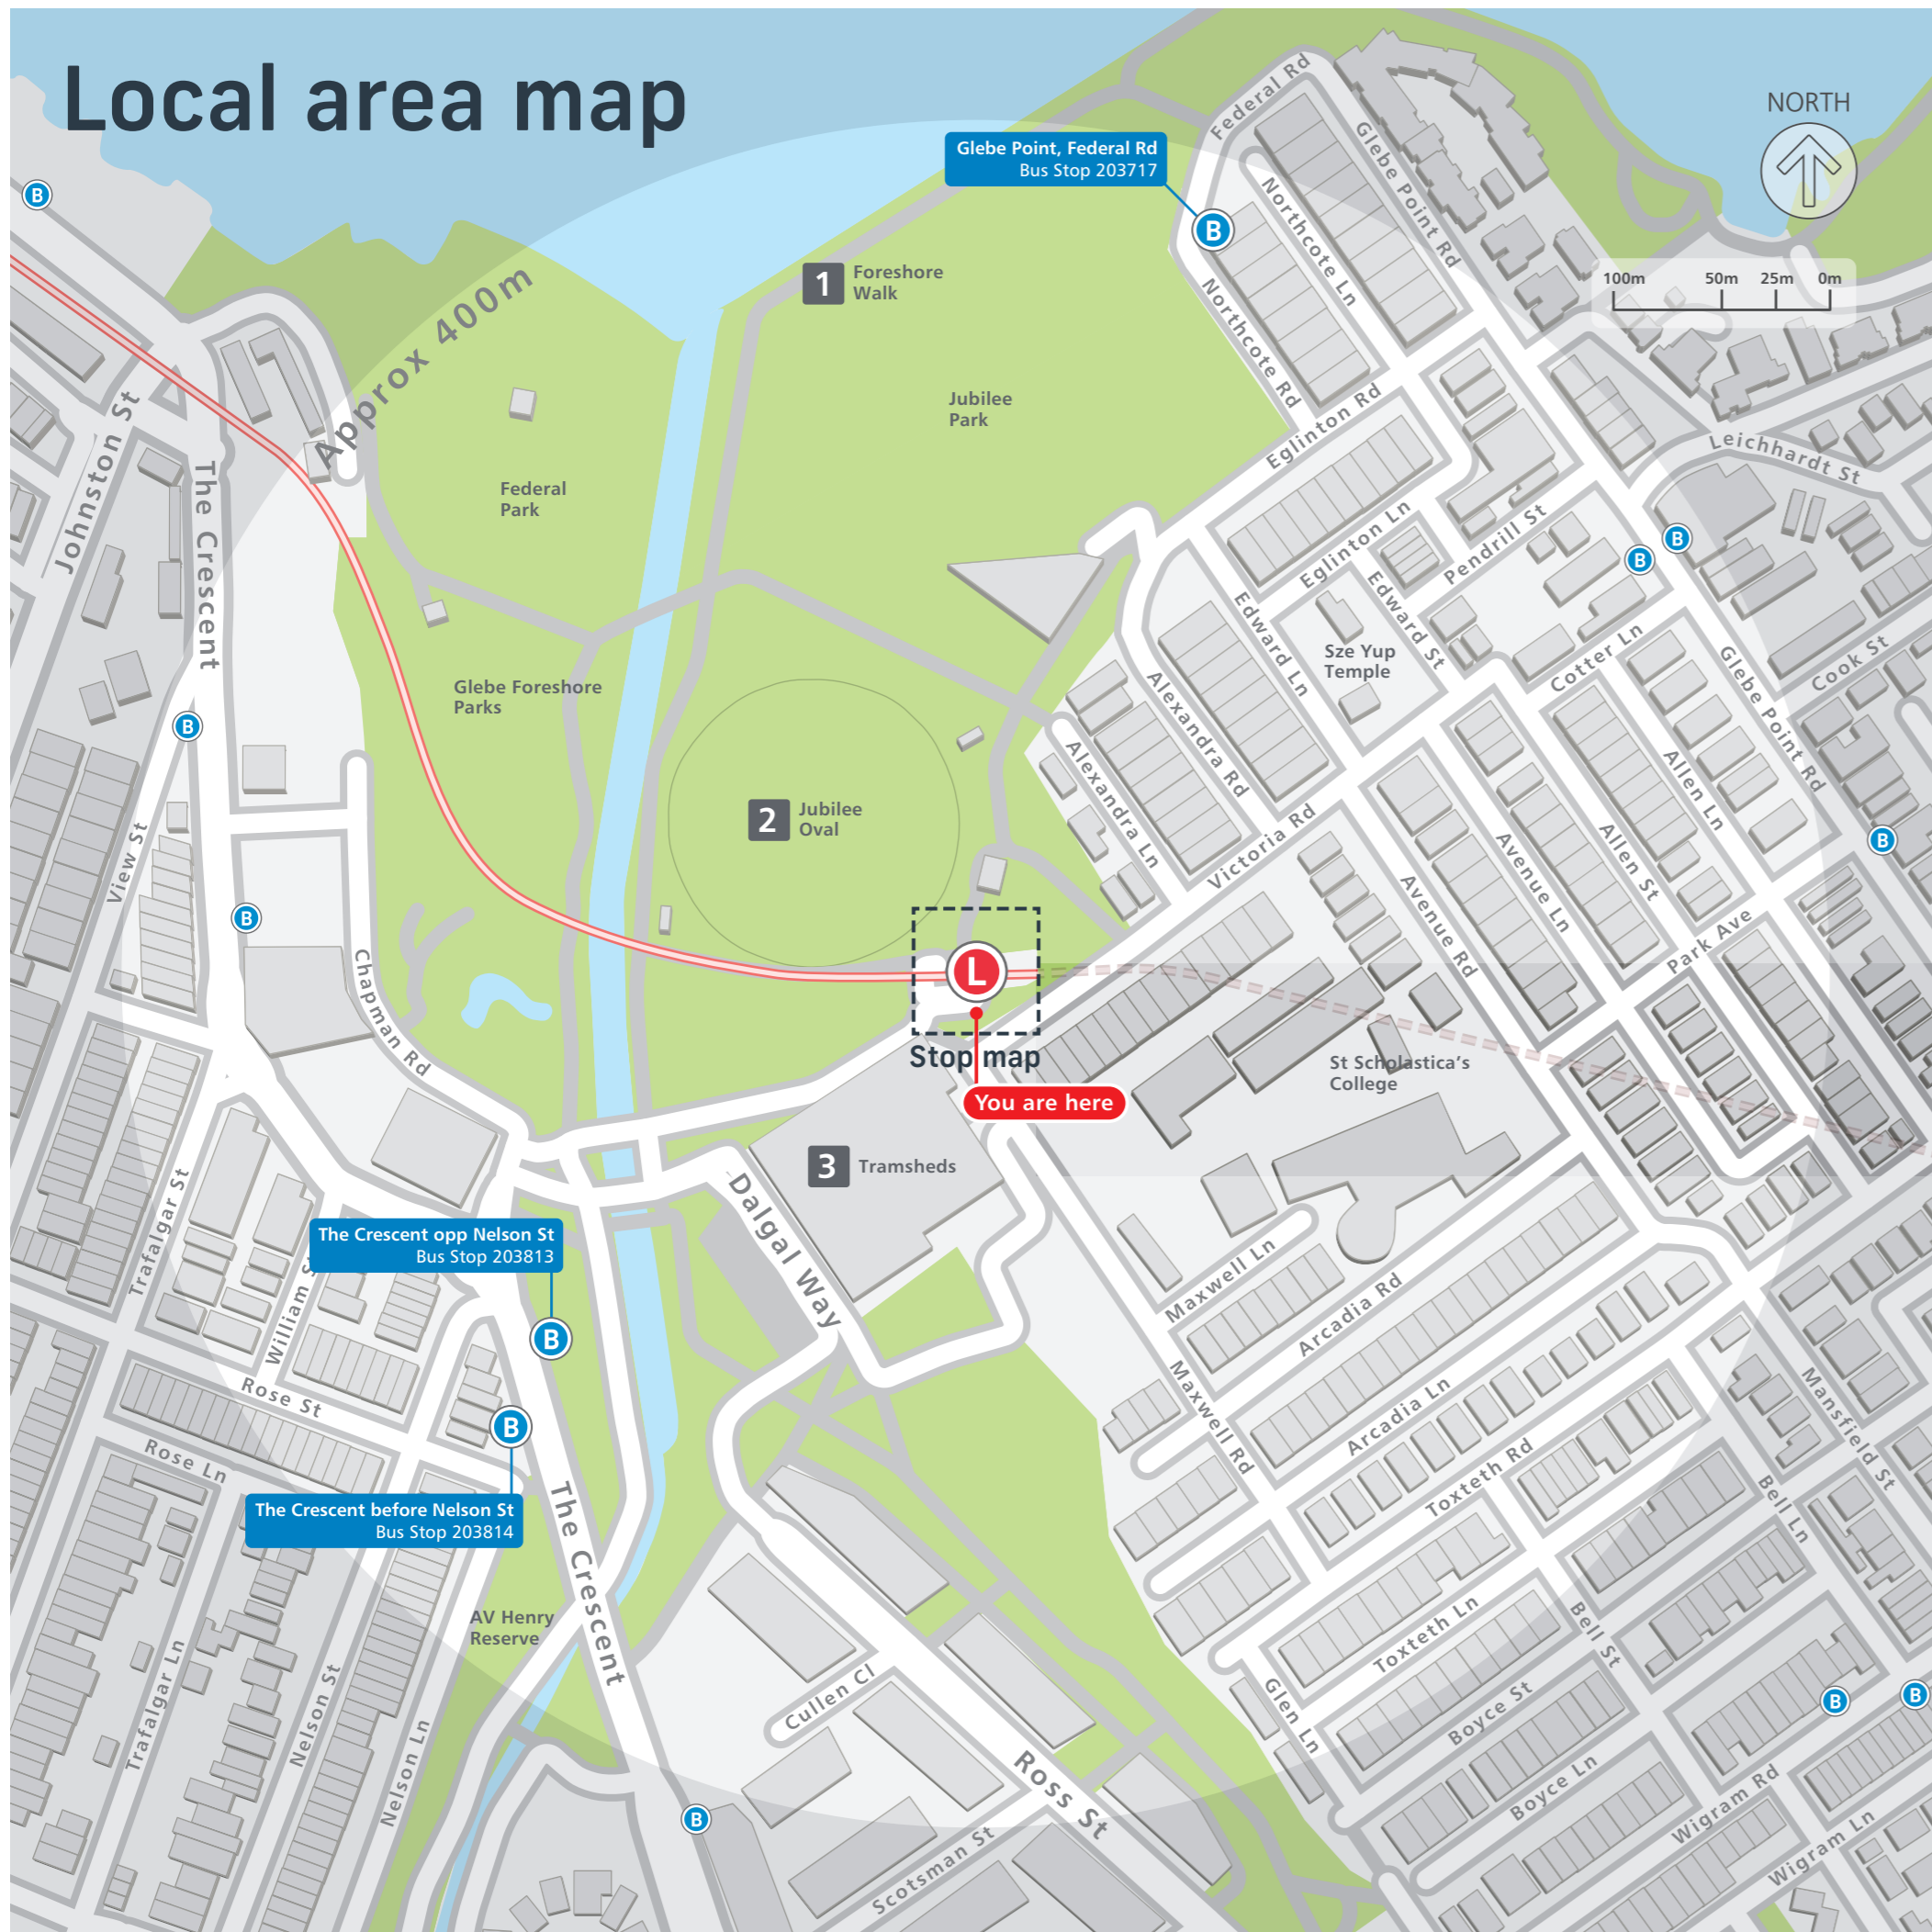 Local area map
NORTH
100m 50m 25m 0m
Glebe Point, Federal Rd
Bus Stop 203717
B
B
Federal Rd
Glebe Point Rd
Northcote Ln
Northcote Rd
1
Foreshore
Walk
Approx 400m
Jubilee
Park
Federal
Park
Johnston St
The Crescent
Eglinton Rd
Leichhardt St
Eglinton Ln
Pendrill St
B
B
Edward Ln
Edward St
Sze Yup
Temple
Cotter Ln
Cook St
Glebe Point Rd
Glebe Foreshore
Parks
B
Alexandra Rd
Alexandra Ln
Allen Ln
2
Jubilee
Oval
Victoria Rd
View St
Avenue Ln
Allen St
B
B
Avenue Rd
Park Ave
Chapman Rd
L
Stop map
You are here
St Scholastica's
College
3
Tramsheds
Dalgal Way
Trafalgar St
The Crescent opp Nelson St
Bus Stop 203813
B
William S
Maxwell Ln
Arcadia Rd
Rose St
B
Maxwell Rd
Arcadia Ln
Mansfield St
Rose Ln
The Crescent before Nelson St
Bus Stop 203814
The Crescent
Toxteth Rd
Bell Ln
AV Henry
Reserve
Toxteth Ln
Bell St
Trafalgar Ln
Nelson St
Nelson Ln
Cullen Cl
Glen Ln
Boyce St
B
B
Ross St
Boyce Ln
Wigram Rd
B
Scotsman St
Wigram Ln